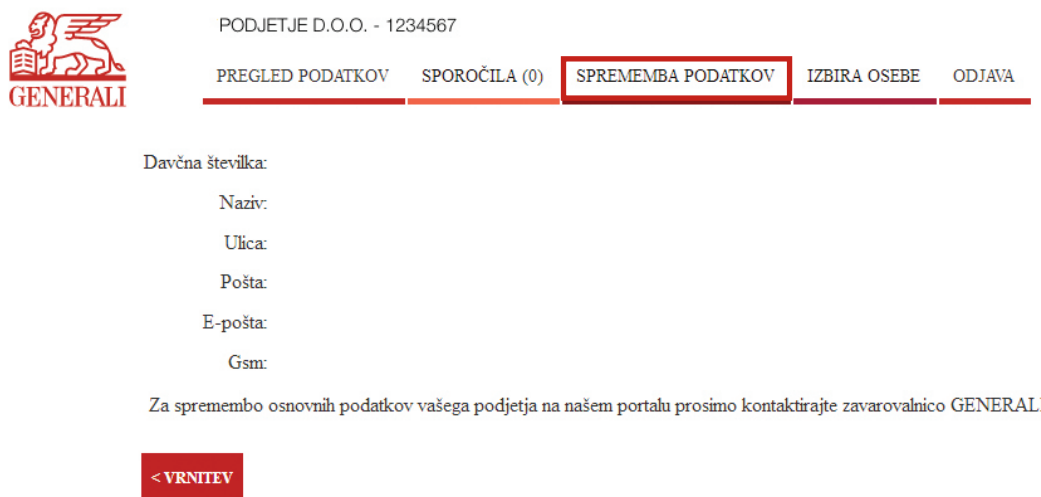 PODJETJE D.O.O. - 1234567
GENERALI
PREGLED PODATKOV SPOROČILA (0) SPREMEMBA PODATKOV IZBIRA OSEBE ODJAVA
Davčna številka:
Naziv:
Ulica:
Pošta:
E-pošta:
Gsm:
Za spremembo osnovnih podatkov vašega podjetja na našem portalu prosimo kontaktirajte zavarovalnico GENERALI
< VRNITEV